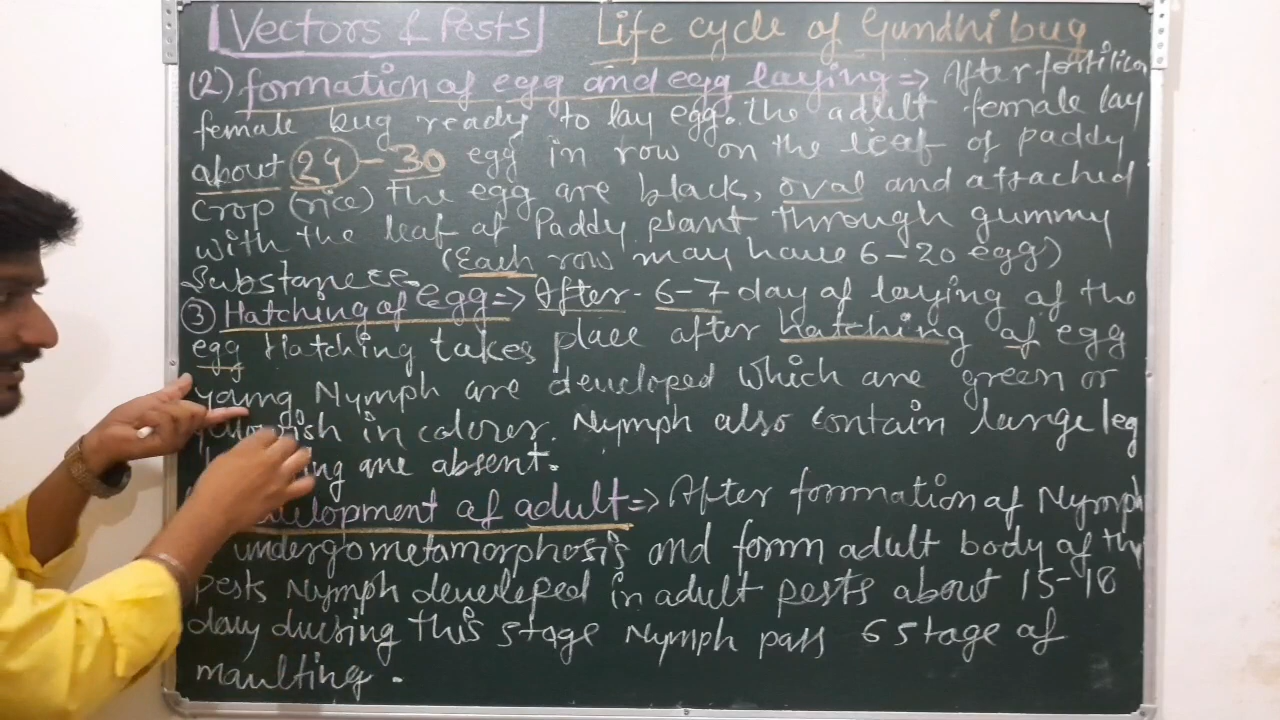 Vectors & Pests Life cycle of Gundhi bug
(2) formation of egg and egg laying => After fertilica
female bug ready to lay egg. The adult female lay
about 24 - 30 egg in row on the leaf of paddy
crop (rice) The egg are black, oval and attached
with the leaf of Paddy plant through gummy
Substances. (Each row may have 6-20 egg)
(3) Hatching of egg => After - 6-7 day of laying of the
egg Hatching takes place after hatching of egg
young Nymph are developed which are green or
in colour. Nymph also contain large leg
are absent.
of adult => After formation of Nymph
undergo metamorphosis and form adult body of the
Pests Nymph developed in adult pests about 15-18
day during this stage Nymph pass 6 stage of
maulting.